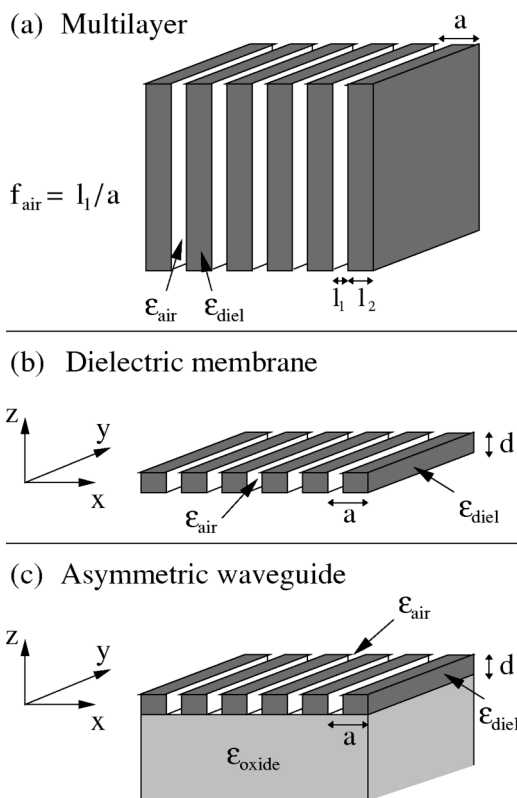 (a) Multilayer
a
f_air = l_1/a
ε_air
ε_diel
l_1 l_2
(b) Dielectric membrane
z
y
x
d
ε_air
a
ε_diel
(c) Asymmetric waveguide
ε_air
z
y
x
d
ε_diel
a
ε_oxide